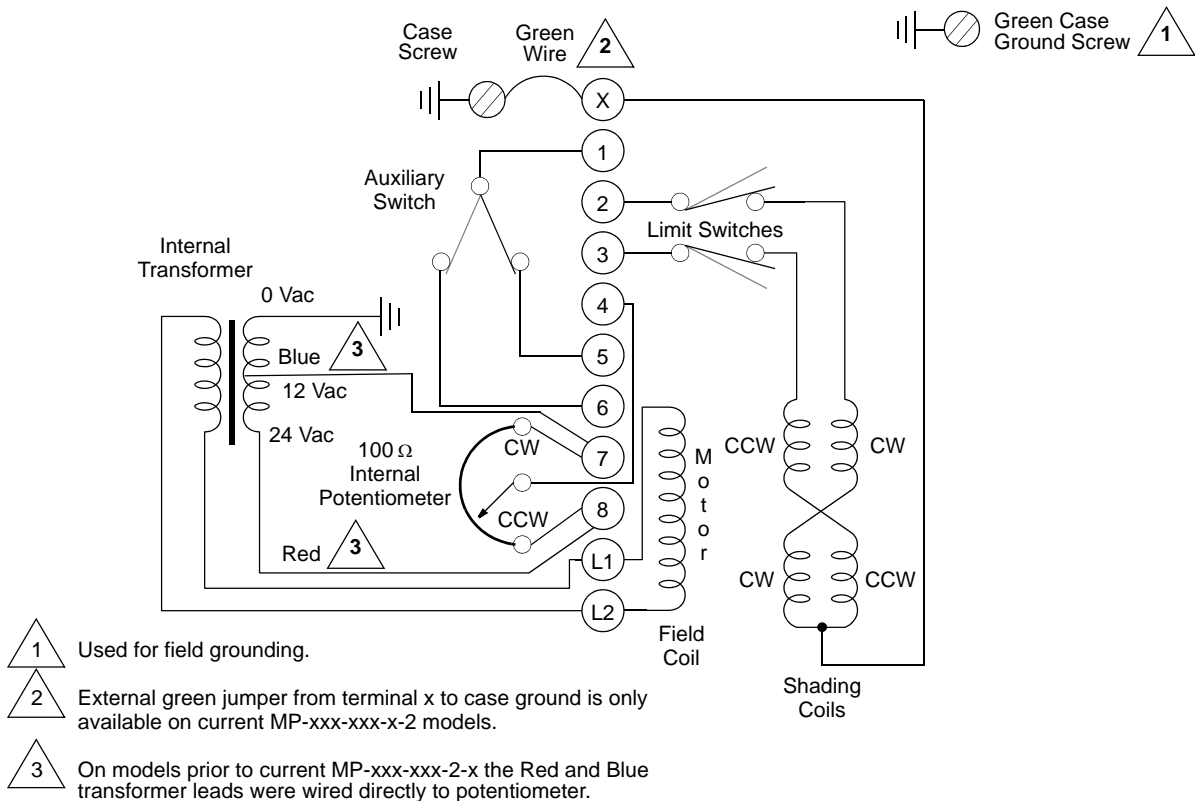 Case
Screw
Green
Wire
2
Green Case
Ground Screw
1
X
1
Auxiliary
Switch
2
Limit Switches
3
Internal
Transformer
0 Vac
4
Blue
3
5
12 Vac
6
24 Vac
100 Ω
Internal
Potentiometer
CW
7
CCW
8
Red
3
L1
L2
Motor
Field
Coil
CCW
CW
CW
CCW
Shading
Coils
1
Used for field grounding.
2
External green jumper from terminal x to case ground is only
available on current MP-xxx-xxx-x-2 models.
3
On models prior to current MP-xxx-xxx-2-x the Red and Blue
transformer leads were wired directly to potentiometer.